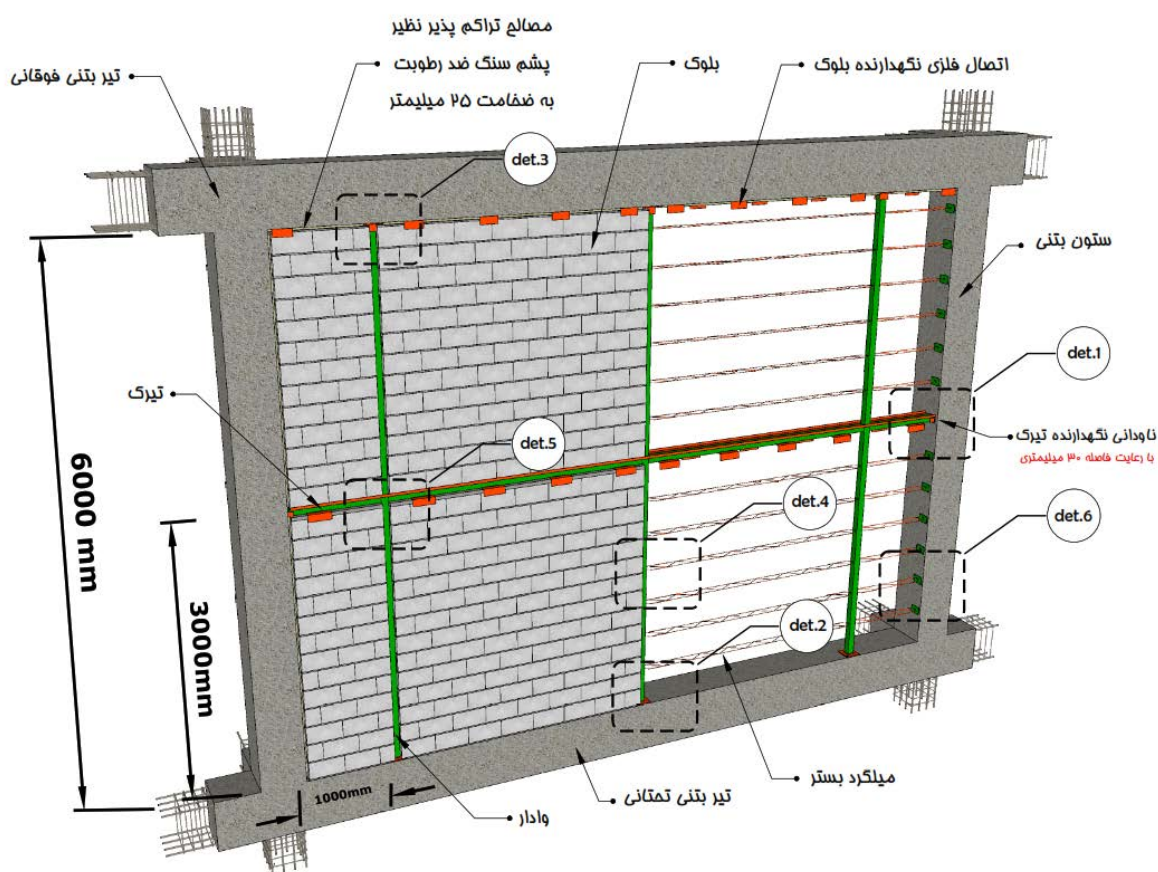 مصالح تراکم پذیر نظیر
پشم سنگ ضد رطوبت
به ضخامت ۲۵ میلیمتر
تیر بتنی فوقانی
بلوک
اتصال فلزی نگهدارنده بلوک
det.3
ستون بتنی
det.1
تیرک
det.5
ناودانی نگهدارنده تیرک
با رعایت فاصله ۳۰ میلیمتری
6000 mm
det.4
det.6
3000mm
det.2
1000mm
میلگرد بستر
تیر بتنی تحتانی
وادار